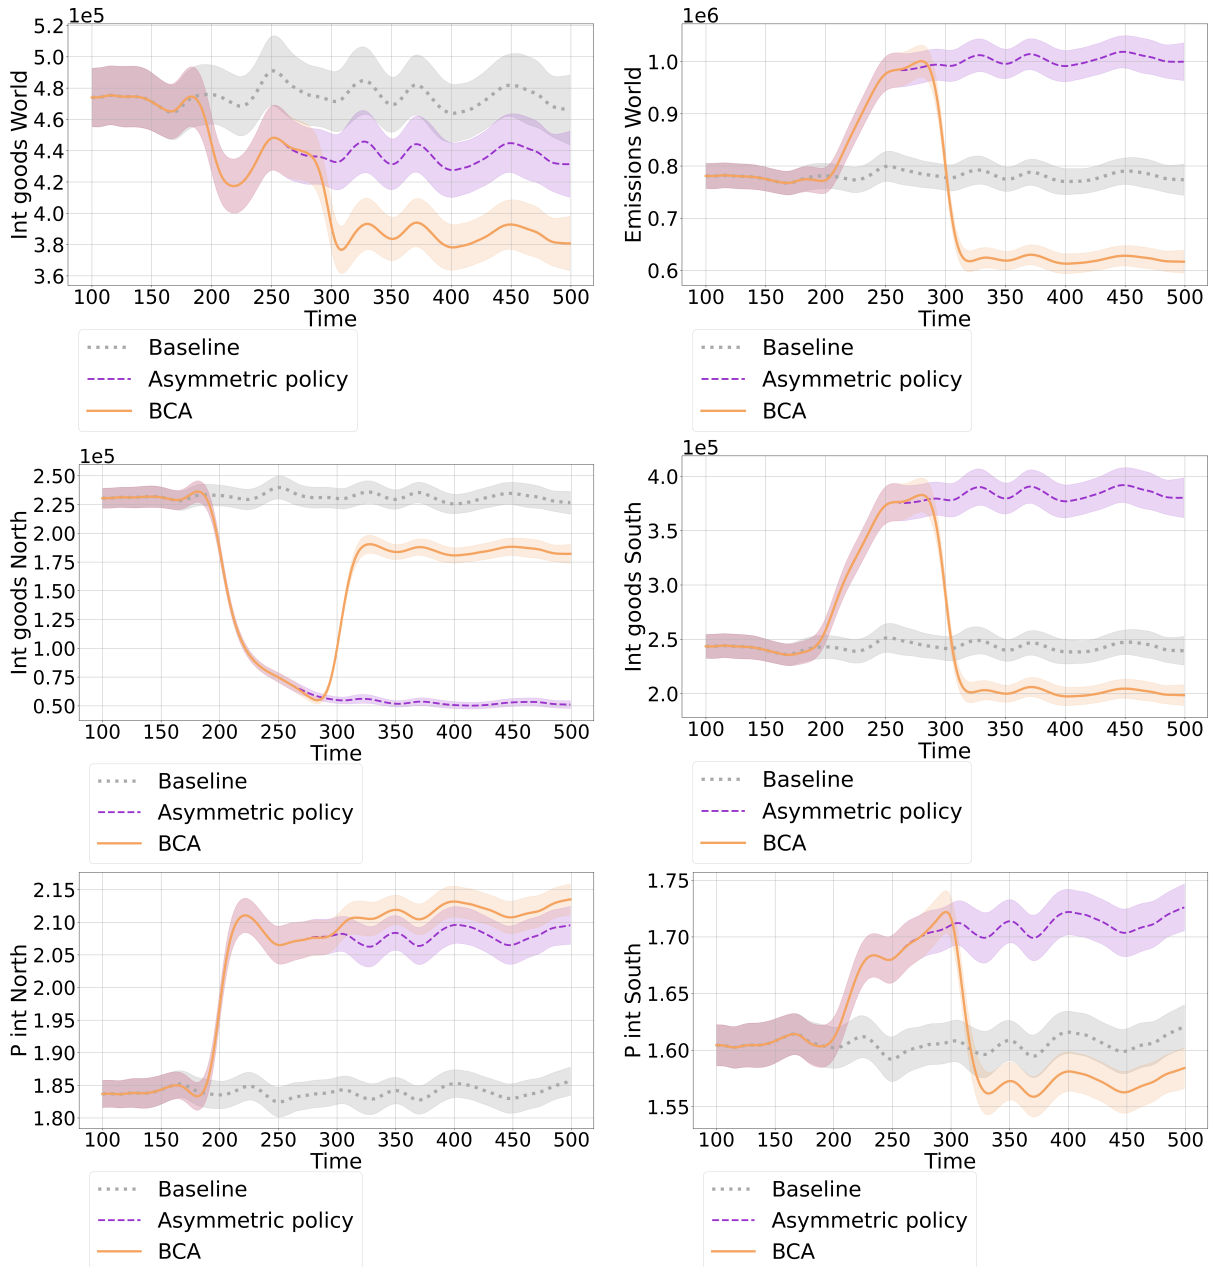 1e5
Int goods World
5.2
5.0
4.8
4.6
4.4
4.2
4.0
3.8
3.6
100 150 200 250 300 350 400 450 500
Time
Baseline
Asymmetric policy
BCA
1e6
Emissions World
1.0
0.9
0.8
0.7
0.6
100 150 200 250 300 350 400 450 500
Time
Baseline
Asymmetric policy
BCA
1e5
Int goods North
2.50
2.25
2.00
1.75
1.50
1.25
1.00
0.75
0.50
100 150 200 250 300 350 400 450 500
Time
Baseline
Asymmetric policy
BCA
1e5
Int goods South
4.0
3.5
3.0
2.5
2.0
100 150 200 250 300 350 400 450 500
Time
Baseline
Asymmetric policy
BCA
P int North
2.15
2.10
2.05
2.00
1.95
1.90
1.85
1.80
100 150 200 250 300 350 400 450 500
Time
Baseline
Asymmetric policy
BCA
P int South
1.75
1.70
1.65
1.60
1.55
100 150 200 250 300 350 400 450 500
Time
Baseline
Asymmetric policy
BCA